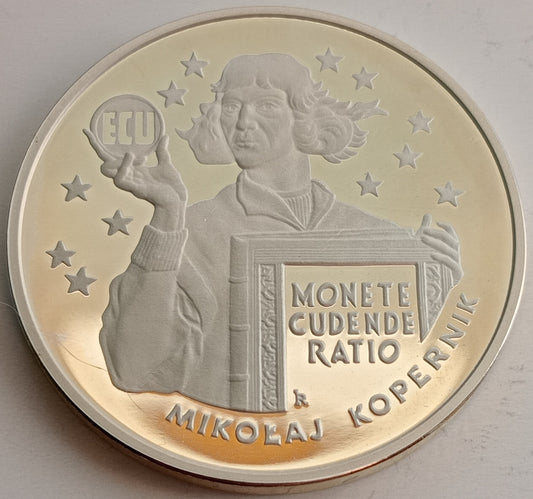 ECU
MONETE
CUDENDE
RATIO
MIKOŁAJ KOPERNIK